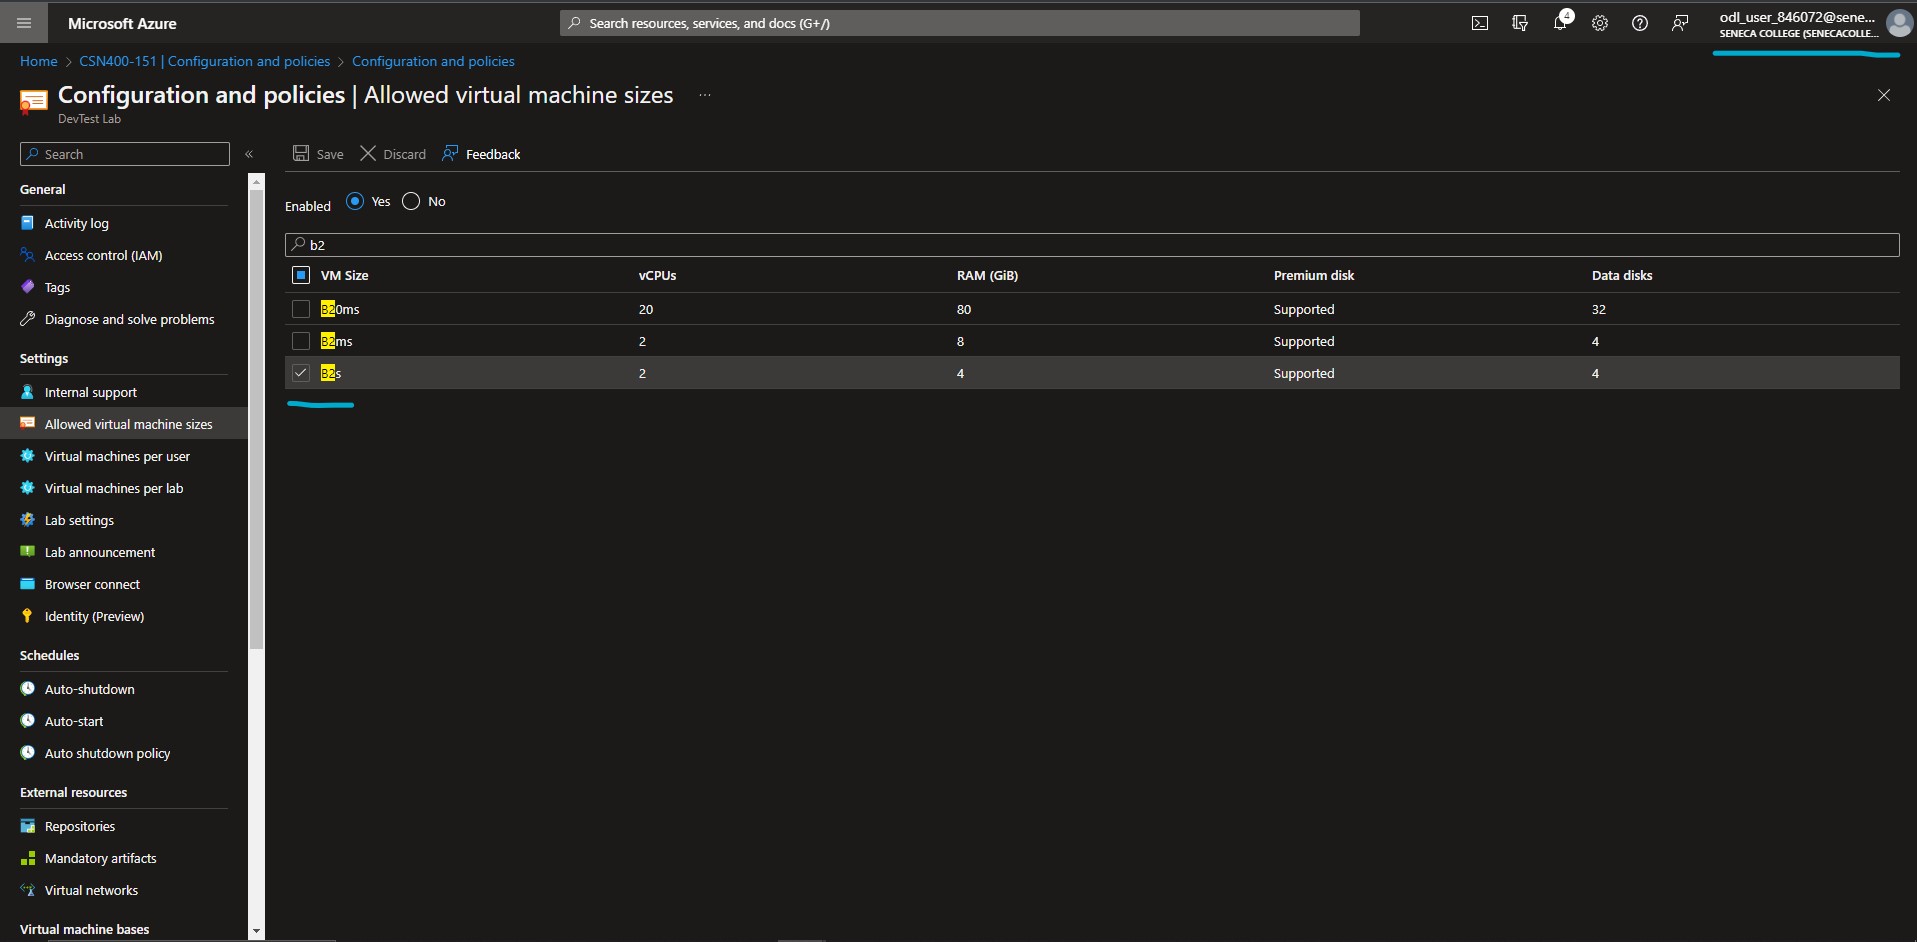 Microsoft Azure
Search resources, services, and docs (G+/)
4
odl_user_846072@sene...
SENECA COLLEGE (SENECACOLLE...
Home > CSN400-151 | Configuration and policies > Configuration and policies
Configuration and policies | Allowed virtual machine sizes ...
DevTest Lab
Search «
Save Discard Feedback
General
Activity log
Access control (IAM)
Tags
Diagnose and solve problems
Settings
Internal support
Allowed virtual machine sizes
Virtual machines per user
Virtual machines per lab
Lab settings
Lab announcement
Browser connect
Identity (Preview)
Schedules
Auto-shutdown
Auto-start
Auto shutdown policy
External resources
Repositories
Mandatory artifacts
Virtual networks
Virtual machine bases
Enabled Yes No
b2
VM Size vCPUs RAM (GiB) Premium disk Data disks
B20ms 20 80 Supported 32
B2ms 2 8 Supported 4
B2s 2 4 Supported 4